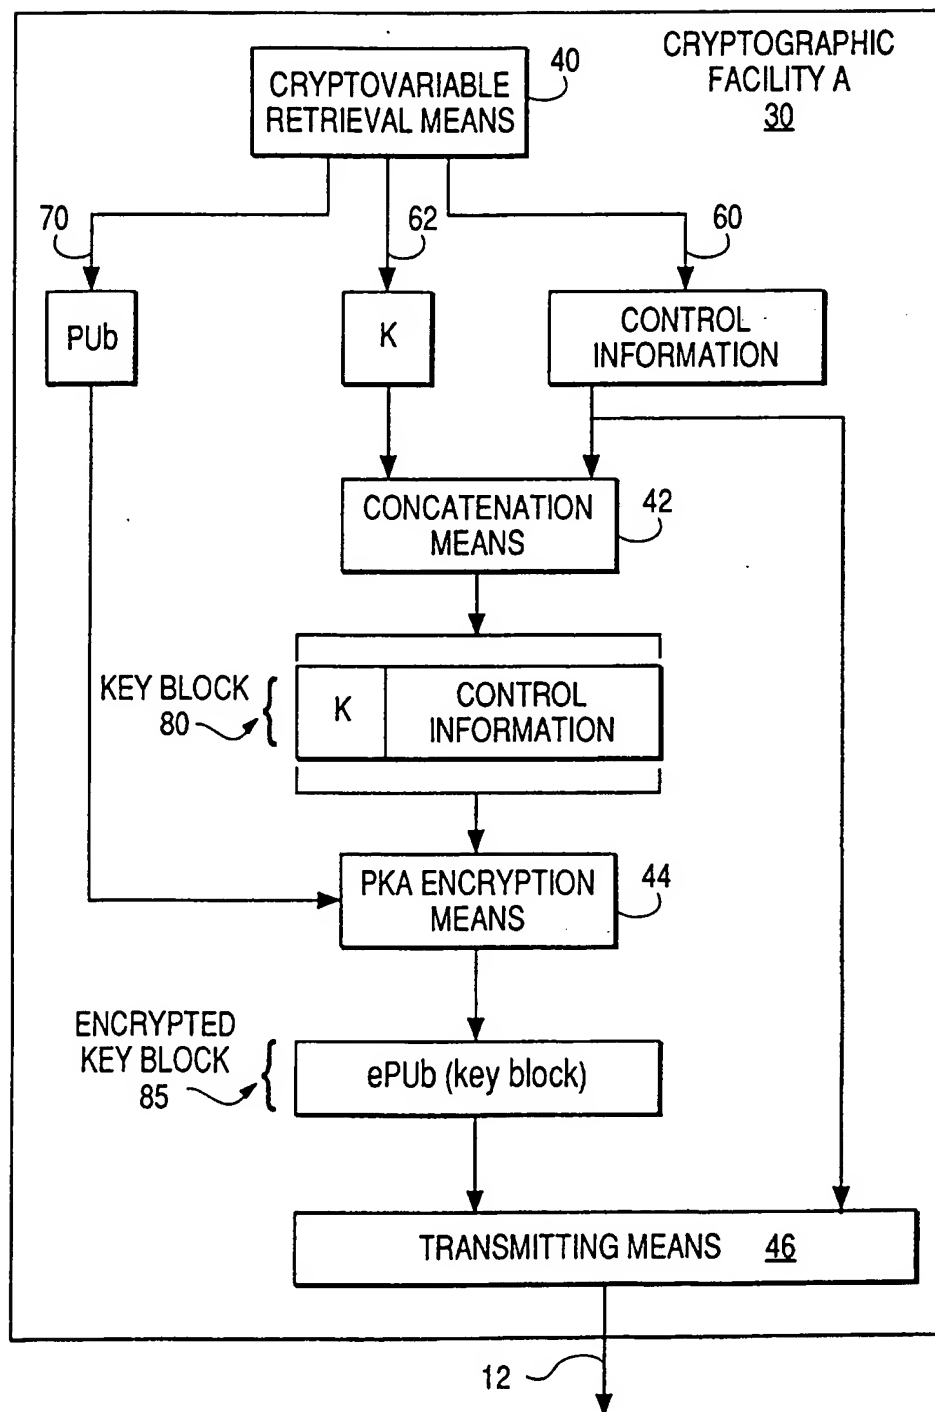 CRYPTOGRAPHIC
FACILITY A
30
CRYPTOVARIABLE
RETRIEVAL MEANS
40
70
62
60
PUb
K
CONTROL
INFORMATION
CONCATENATION
MEANS
42
KEY BLOCK
80
K
CONTROL
INFORMATION
PKA ENCRYPTION
MEANS
44
ENCRYPTED
KEY BLOCK
85
ePUb (key block)
TRANSMITTING MEANS 46
12